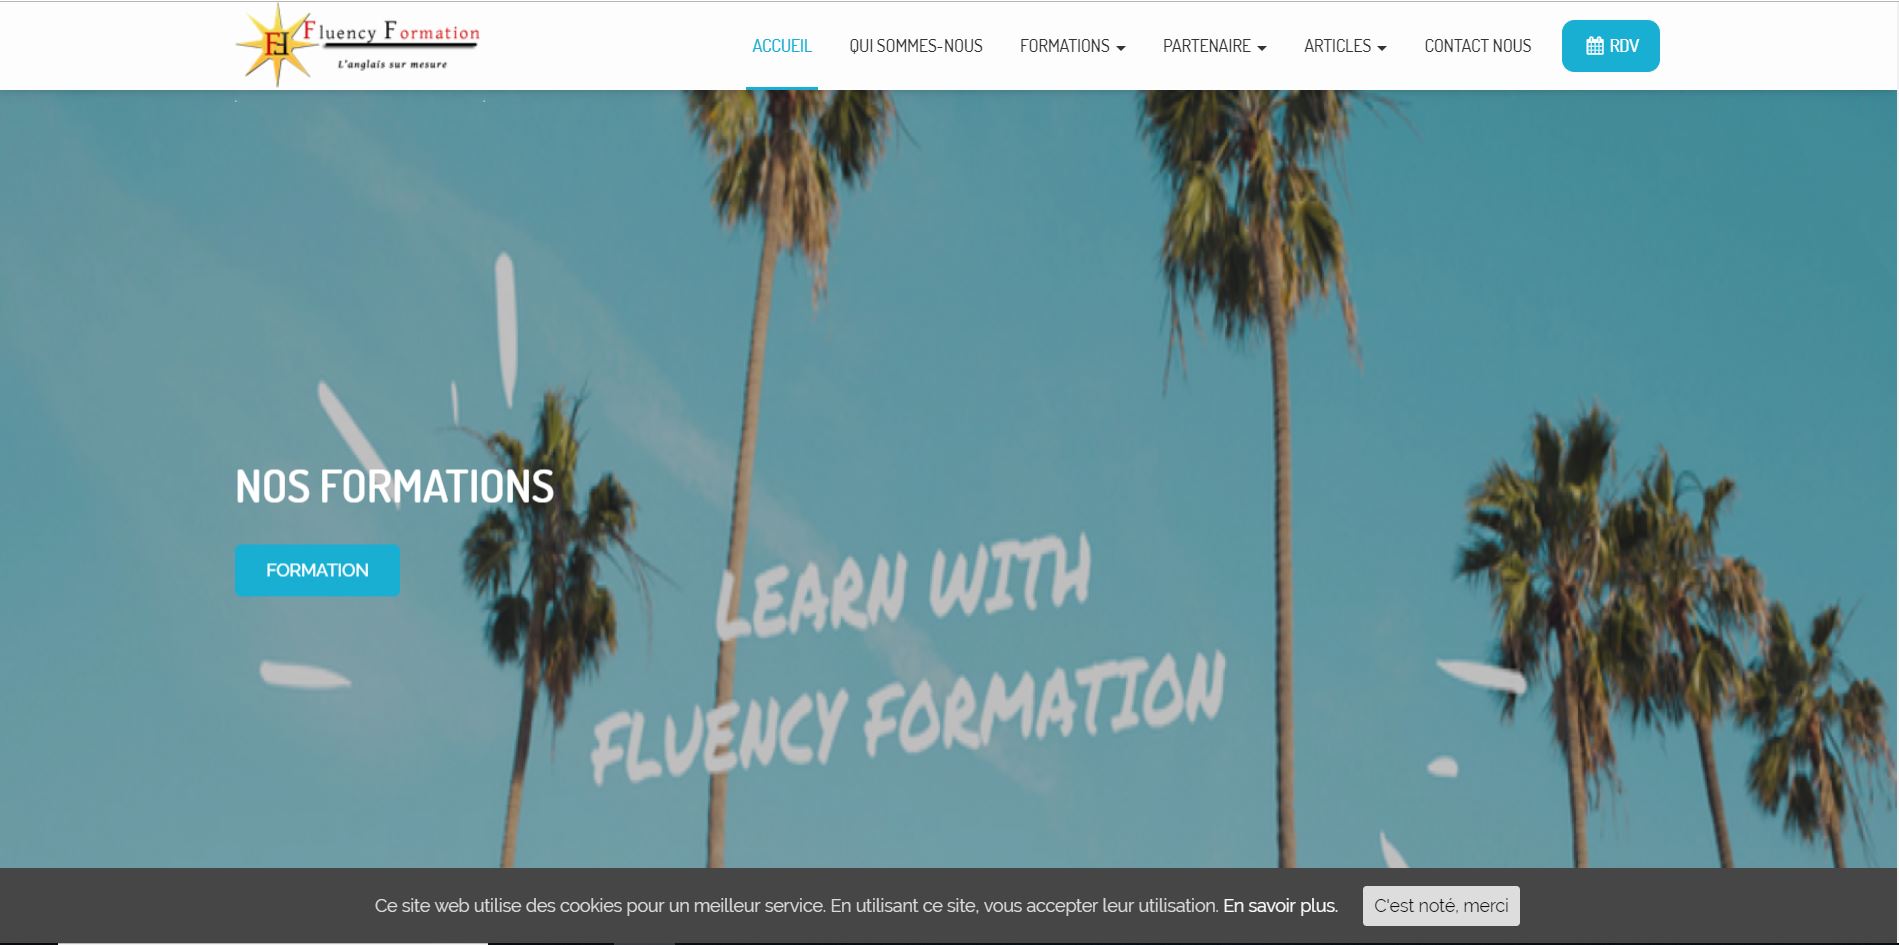 Fluency Formation
L'anglais sur mesure
ACCUEIL QUI SOMMES-NOUS FORMATIONS PARTENAIRE ARTICLES CONTACT NOUS RDV
NOS FORMATIONS
FORMATION
LEARN WITH
FLUENCY FORMATION
Ce site web utilise des cookies pour un meilleur service. En utilisant ce site, vous accepter leur utilisation. En savoir plus. C'est noté, merci